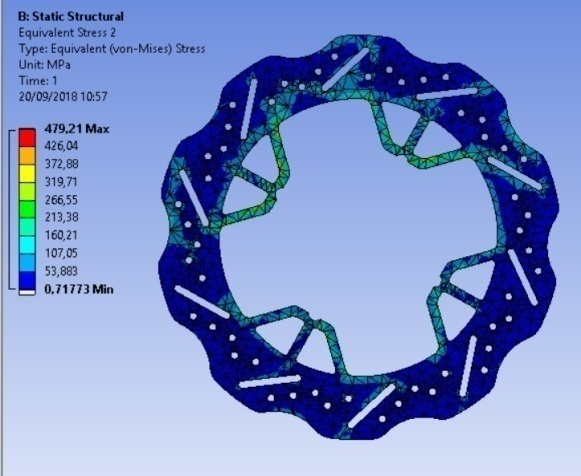 B: Static Structural
Equivalent Stress 2
Type: Equivalent (von-Mises) Stress
Unit: MPa
Time: 1
20/09/2018 10:57
479,21 Max
426,04
372,88
319,71
266,55
213,38
160,21
107,05
53,883
0,71773 Min